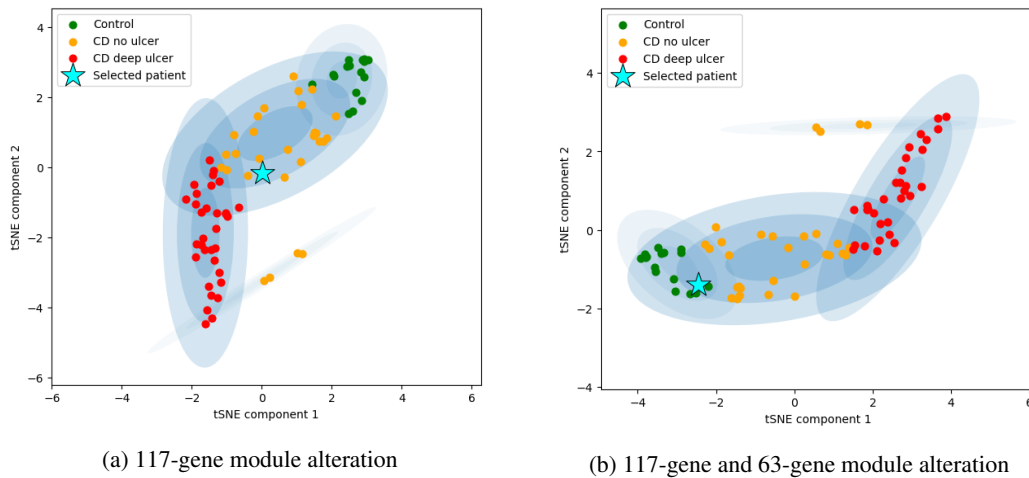 Control
CD no ulcer
CD deep ulcer
Selected patient
4
2
0
−2
−4
−6
tSNE component 2
−6
−4
−2
0
2
4
6
tSNE component 1
(a) 117-gene module alteration
Control
CD no ulcer
CD deep ulcer
Selected patient
4
2
0
−2
−4
tSNE component 2
−4
−2
0
2
4
6
tSNE component 1
(b) 117-gene and 63-gene module alteration